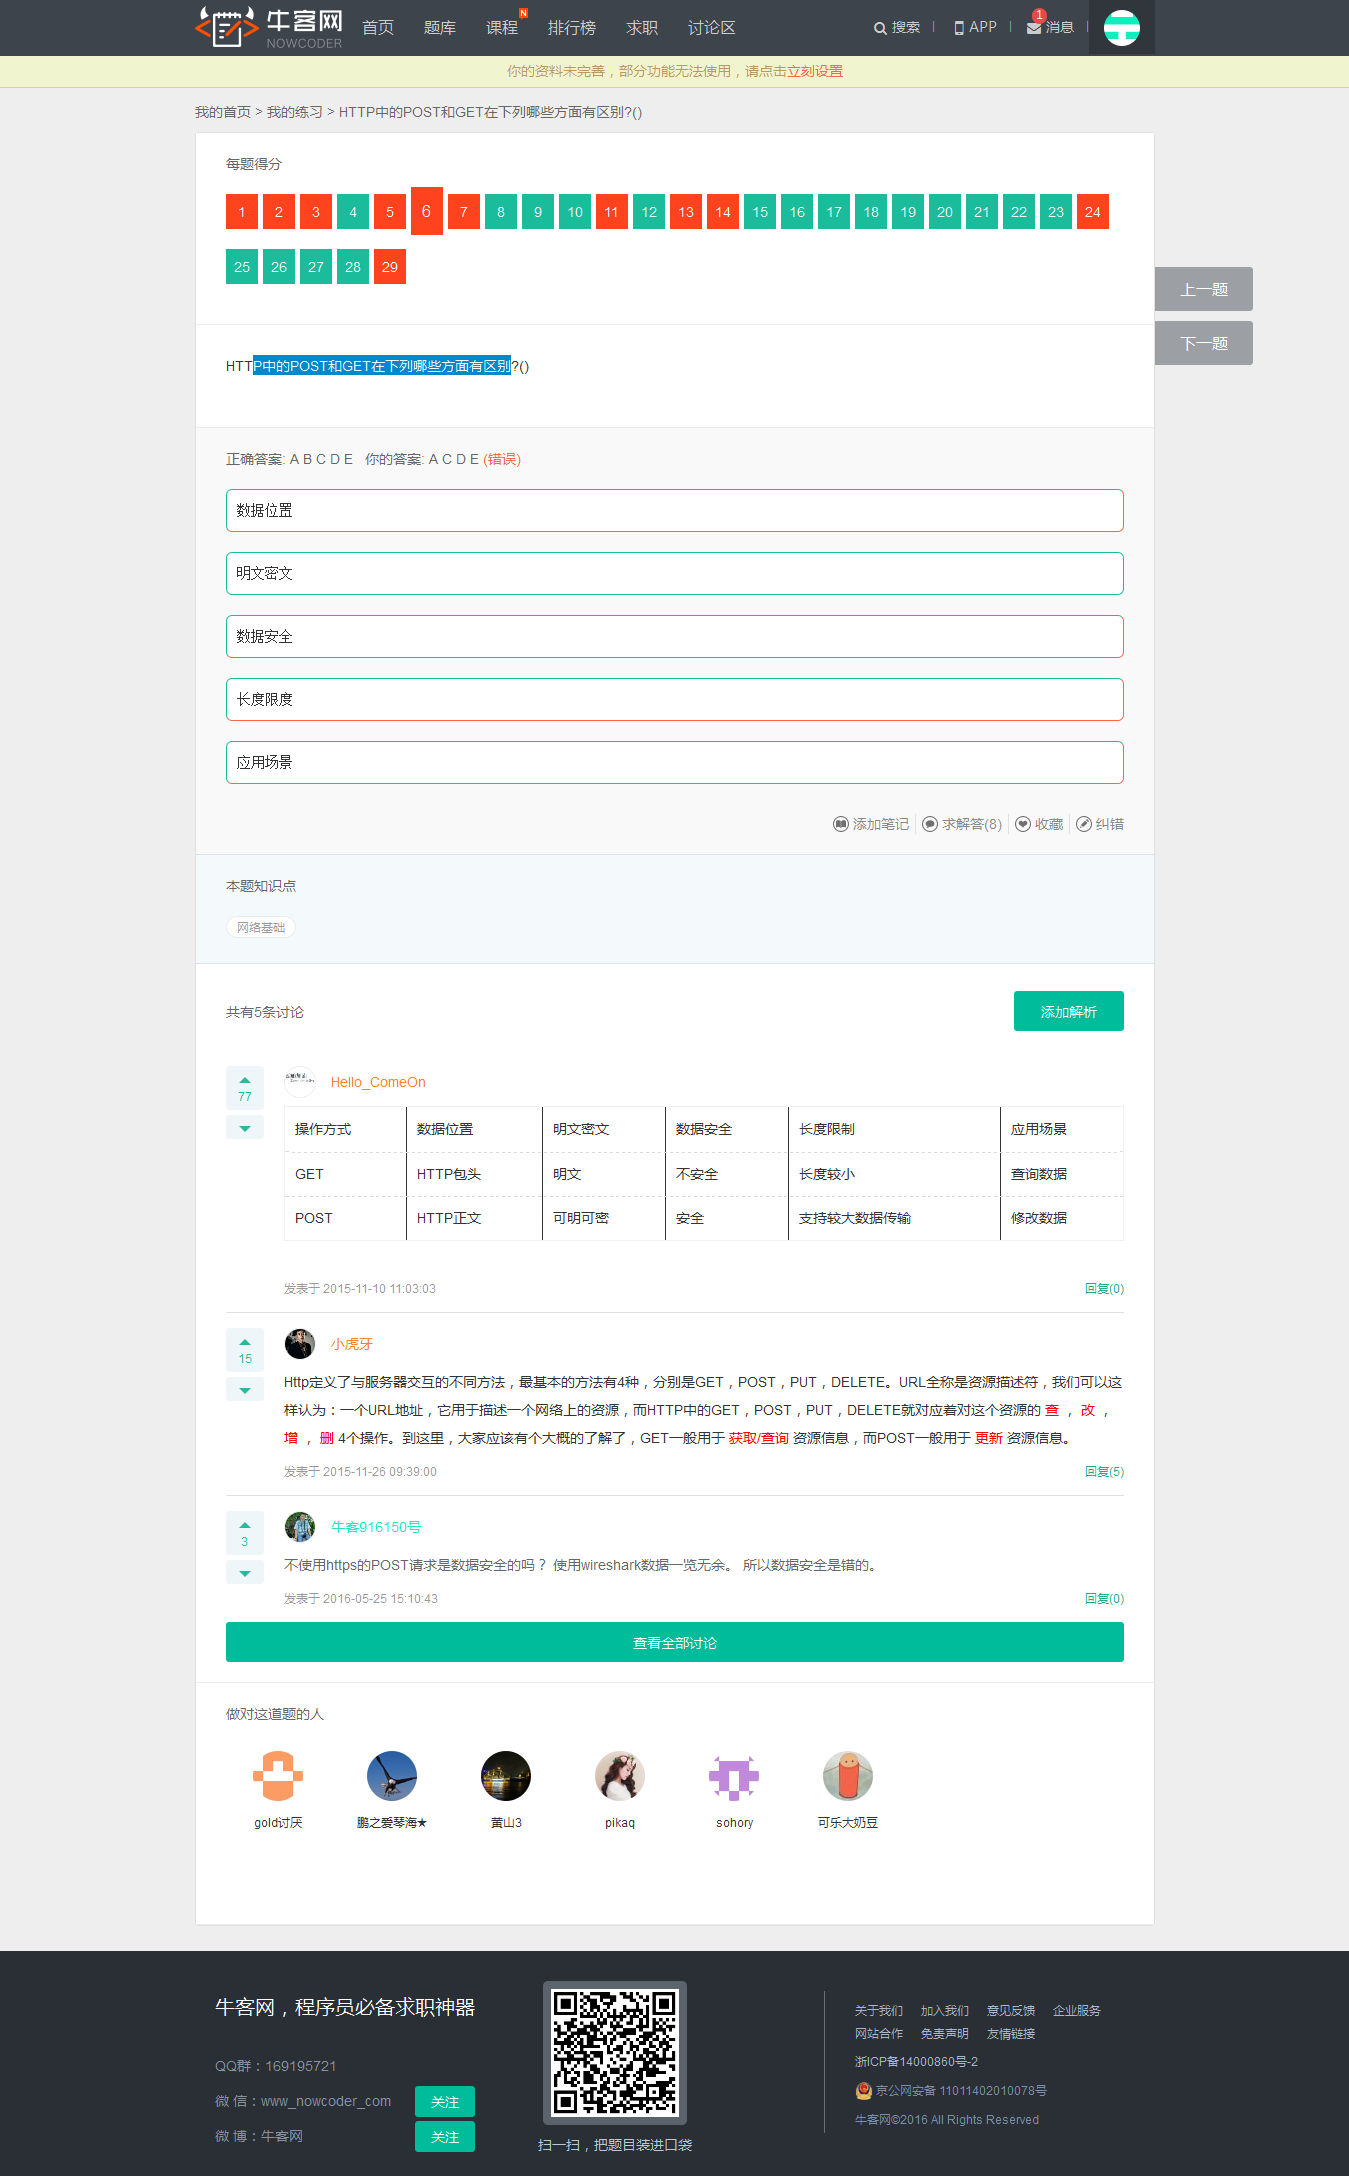 牛客网
NOWCODER
首页 题库 课程 N 排行榜 求职 讨论区 搜索 APP 消息 1
你的资料未完善，部分功能无法使用，请点击立刻设置
我的首页 > 我的练习 > HTTP中的POST和GET在下列哪些方面有区别?()
每题得分
1 2 3 4 5 6 7 8 9 10 11 12 13 14 15 16 17 18 19 20 21 22 23 24
25 26 27 28 29
上一题
下一题
HTTP中的POST和GET在下列哪些方面有区别?()
正确答案: A B C D E 你的答案: A C D E (错误)
数据位置
明文密文
数据安全
长度限度
应用场景
添加笔记 求解答(8) 收藏 纠错
本题知识点
网络基础
共有5条讨论 添加解析
77
Hello_ComeOn
操作方式 数据位置 明文密文 数据安全 长度限制 应用场景
GET HTTP包头 明文 不安全 长度较小 查询数据
POST HTTP正文 可明可密 安全 支持较大数据传输 修改数据
发表于 2015-11-10 11:03:03 回复(0)
15
小虎牙
Http定义了与服务器交互的不同方法，最基本的方法有4种，分别是GET，POST，PUT，DELETE。URL全称是资源描述符，我们可以这
样认为：一个URL地址，它用于描述一个网络上的资源，而HTTP中的GET，POST，PUT，DELETE就对应着对这个资源的 查 ， 改 ，
增 ， 删 4个操作。到这里，大家应该有个大概的了解了，GET一般用于 获取/查询 资源信息，而POST一般用于 更新 资源信息。
发表于 2015-11-26 09:39:00 回复(5)
3
牛客916150号
不使用https的POST请求是数据安全的吗？ 使用wireshark数据一览无余。 所以数据安全是错的。
发表于 2016-05-25 15:10:43 回复(0)
查看全部讨论
做对这道题的人
gold讨厌 鹏之爱琴海★ 黄山3 pikaq sohory 可乐大奶豆
牛客网，程序员必备求职神器
QQ群：169195721
微 信：www_nowcoder_com 关注
微 博：牛客网 关注
扫一扫，把题目装进口袋
关于我们 加入我们 意见反馈 企业服务
网站合作 免责声明 友情链接
浙ICP备14000860号-2
京公网安备 11011402010078号
牛客网©2016 All Rights Reserved